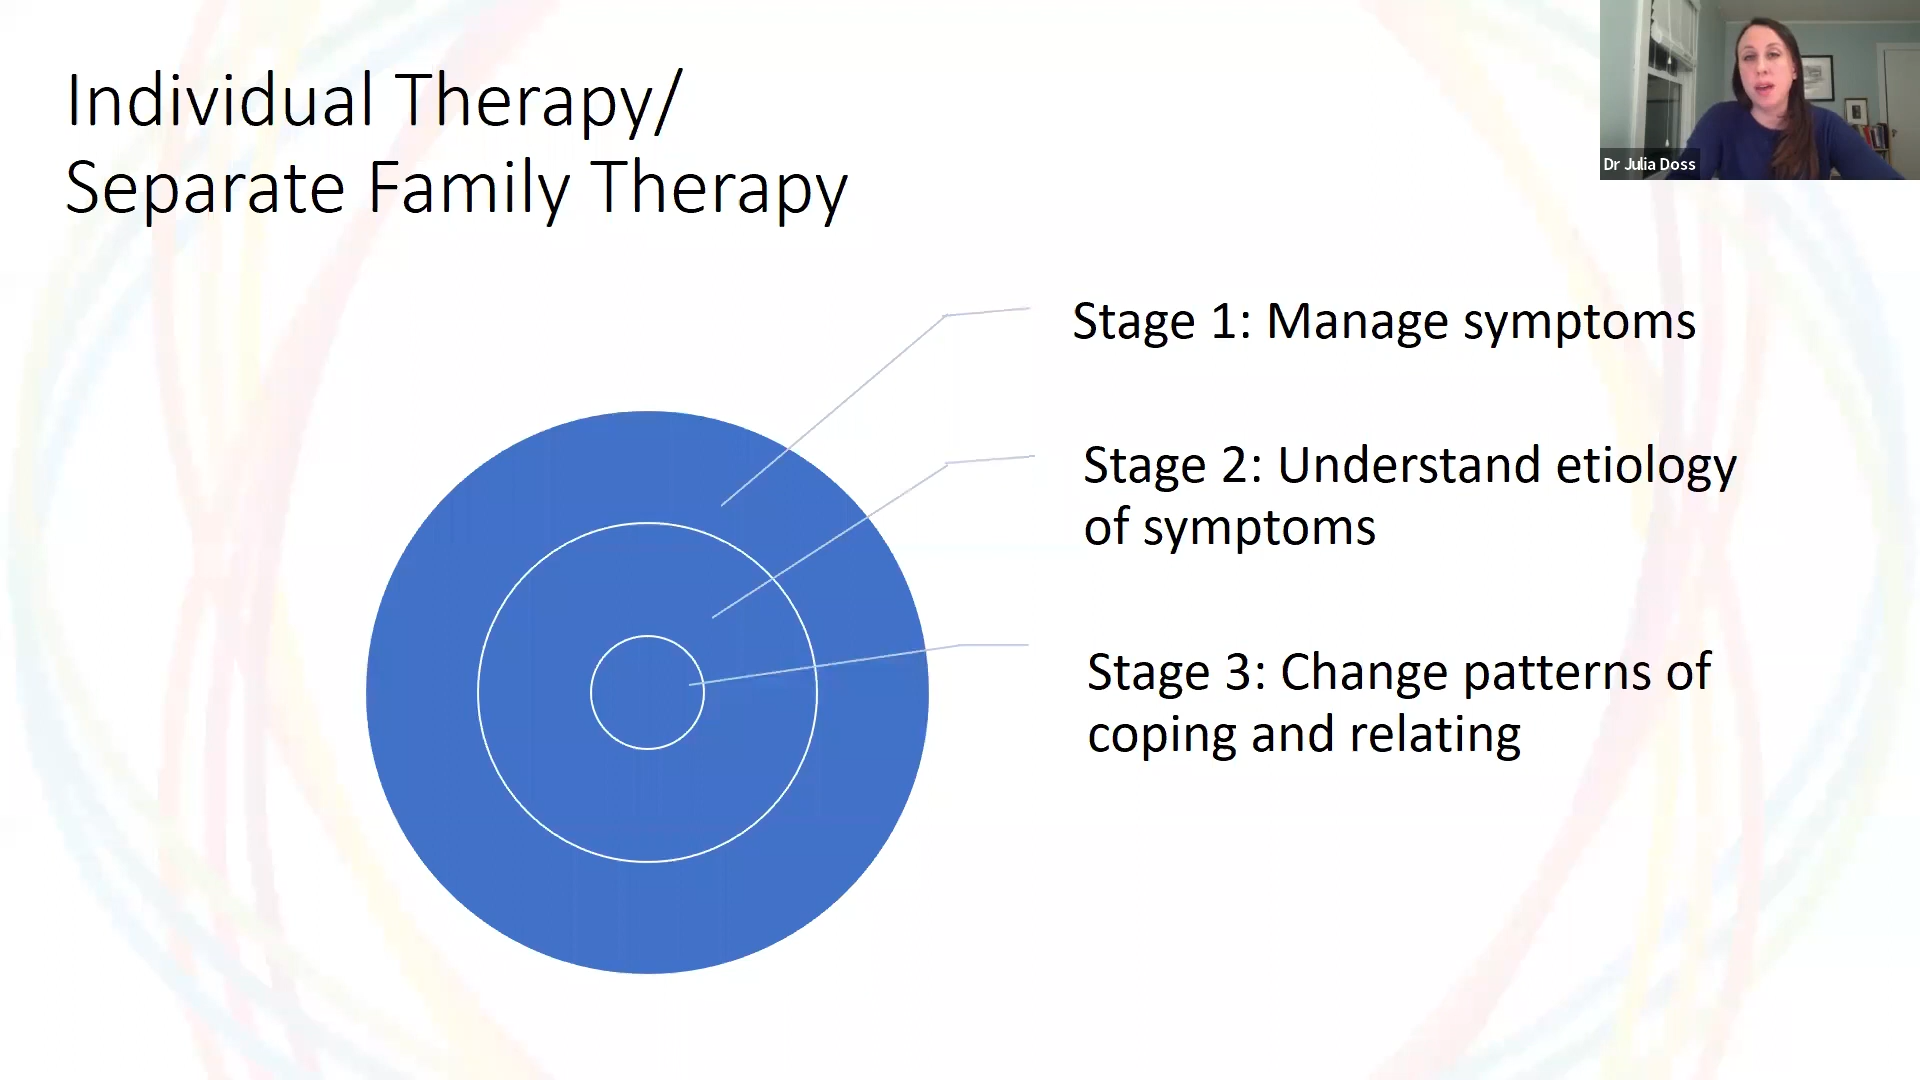 Individual Therapy/
Separate Family Therapy
Dr Julia Doss
Stage 1: Manage symptoms
Stage 2: Understand etiology
of symptoms
Stage 3: Change patterns of
coping and relating